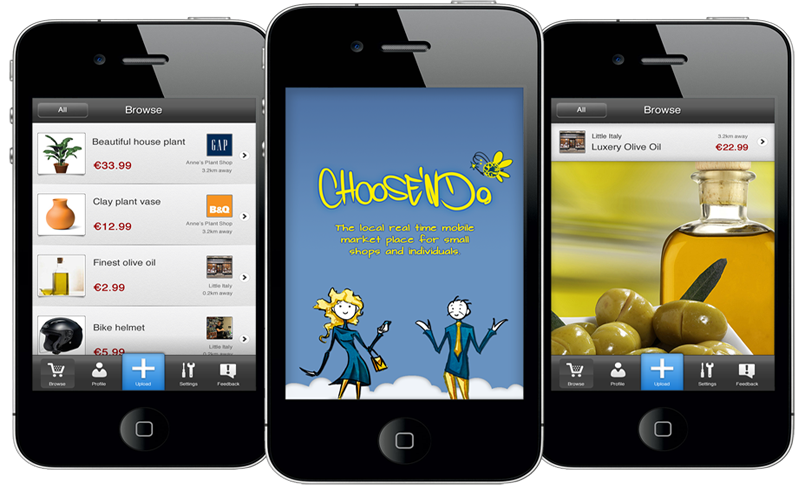 All
Browse
Beautiful house plant
€33.99
GAP
Anne's Plant Shop
3.2km away
Clay plant vase
€12.99
B&Q
Anne's Plant Shop
3.2km away
Finest olive oil
€2.99
Little Italy
0.2km away
Bike helmet
€5.99
Little Italy
0.2km away
Browse
Profile
Upload
Settings
Feedback
CHOOSE'NDO
The local real time mobile
market place for small
shops and individuals
All
Browse
Little Italy
3.2km away
Luxury Olive Oil
€22.99
Browse
Profile
Upload
Settings
Feedback